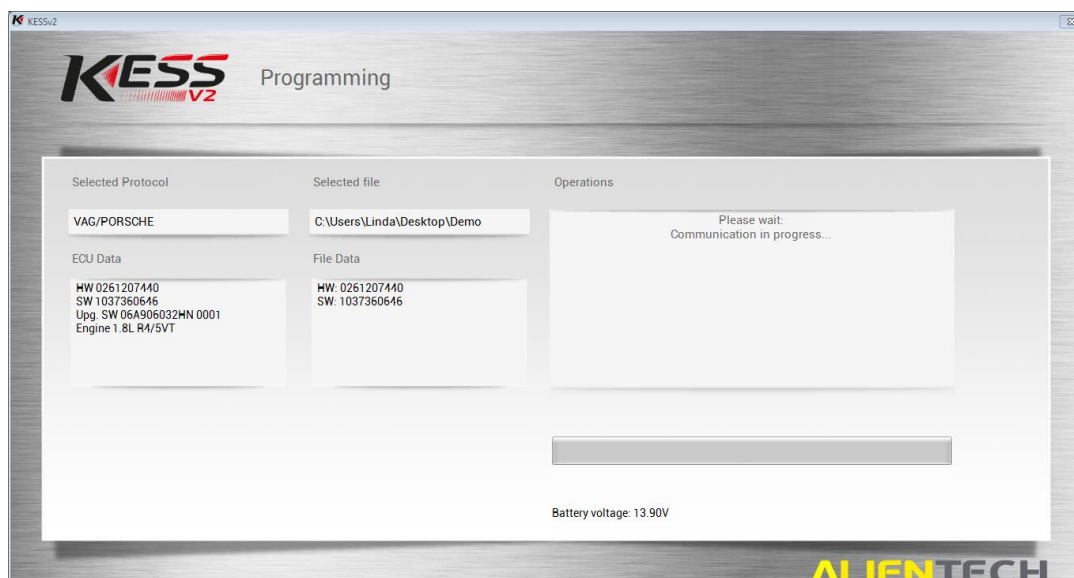 KESSv2
KESS V2
Programming
Selected Protocol
Selected file
Operations
VAG/PORSCHE
C:\Users\Linda\Desktop\Demo
Please wait:
Communication in progress...
ECU Data
File Data
HW 0261207440
SW 1037360646
Upg. SW 06A906032HN 0001
Engine 1.8L R4/5VT
HW: 0261207440
SW: 1037360646
Battery voltage: 13.90V
ALIENTECH